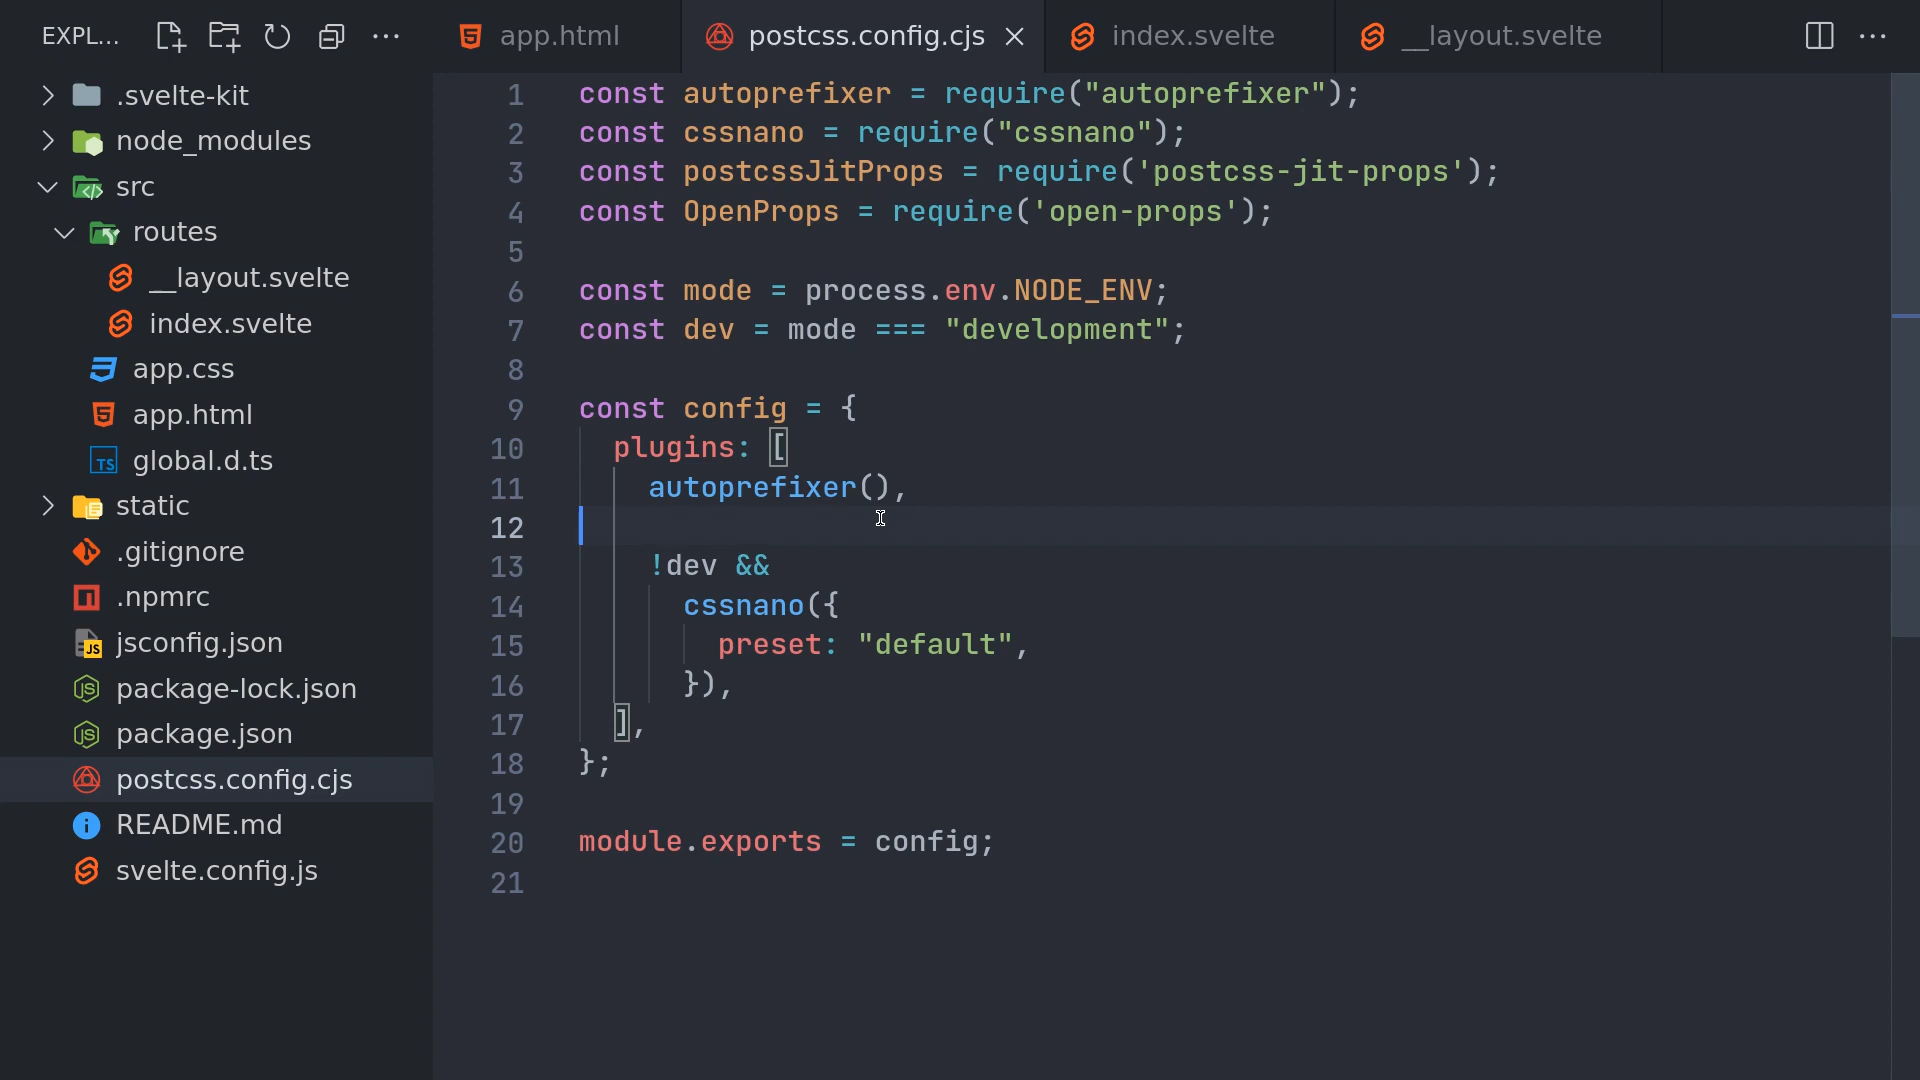 EXPL...
app.html
postcss.config.cjs
index.svelte
__layout.svelte
.svelte-kit
node_modules
src
routes
__layout.svelte
index.svelte
app.css
app.html
global.d.ts
static
.gitignore
.npmrc
jsconfig.json
package-lock.json
package.json
postcss.config.cjs
README.md
svelte.config.js
1 const autoprefixer = require("autoprefixer");
2 const cssnano = require("cssnano");
3 const postcssJitProps = require('postcss-jit-props');
4 const OpenProps = require('open-props');
5
6 const mode = process.env.NODE_ENV;
7 const dev = mode === "development";
8
9 const config = {
10   plugins: [
11     autoprefixer(),
12
13     !dev &&
14       cssnano({
15         preset: "default",
16       }),
17   ],
18 };
19
20 module.exports = config;
21